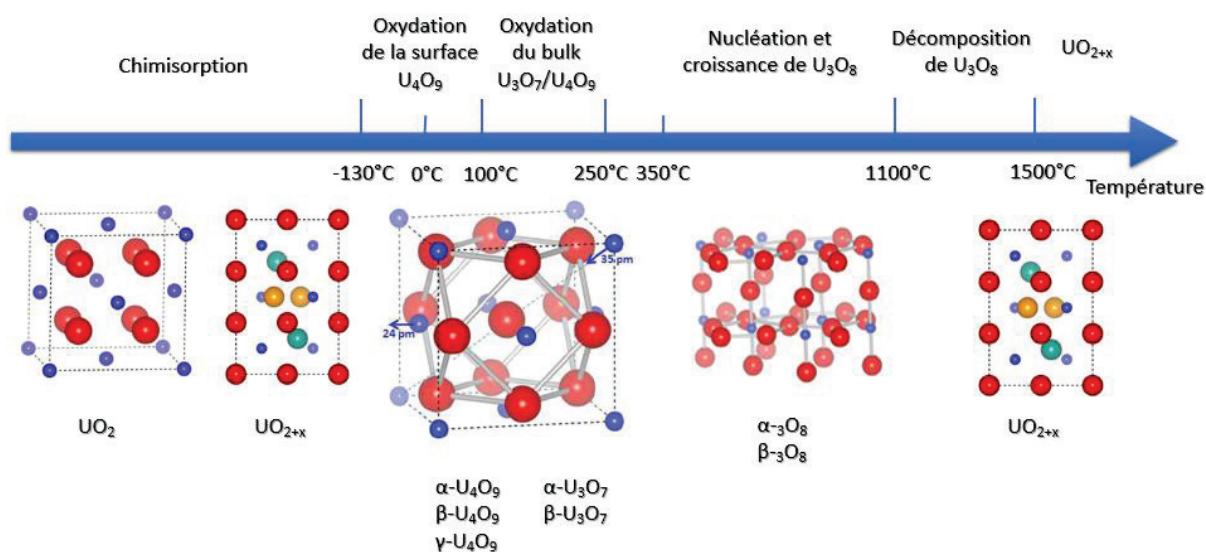 Chimisorption
Oxydation
de la surface
U₄O₉
Oxydation
du bulk
U₃O₇/U₄O₉
Nucléation et
croissance de U₃O₈
Décomposition
de U₃O₈
UO₂₊ₓ
-130°C
0°C
100°C
250°C
350°C
1100°C
1500°C
Température
35 pm
24 pm
UO₂
UO₂₊ₓ
α-U₄O₉
β-U₄O₉
γ-U₄O₉
α-U₃O₇
β-U₃O₇
α-₃O₈
β-₃O₈
UO₂₊ₓ